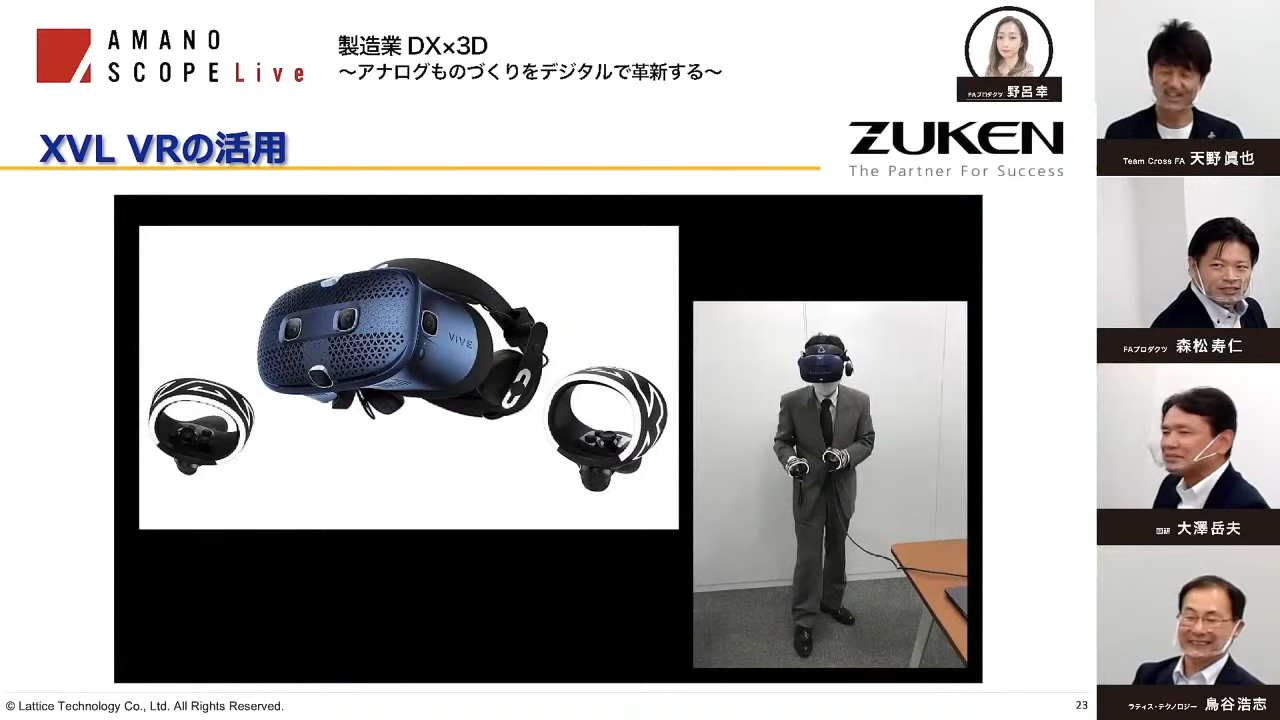 AMANO
SCOPE Live
製造業 DX×3D
～アナログものづくりをデジタルで革新する～
FAプロダクツ 野呂幸
XVL VRの活用
ZUKEN
The Partner For Success
VIVE
Team Cross FA 天野眞也
FAプロダクツ 森松寿仁
図研 大澤岳夫
ラティス・テクノロジー 鳥谷浩志
© Lattice Technology Co., Ltd. All Rights Reserved.
23